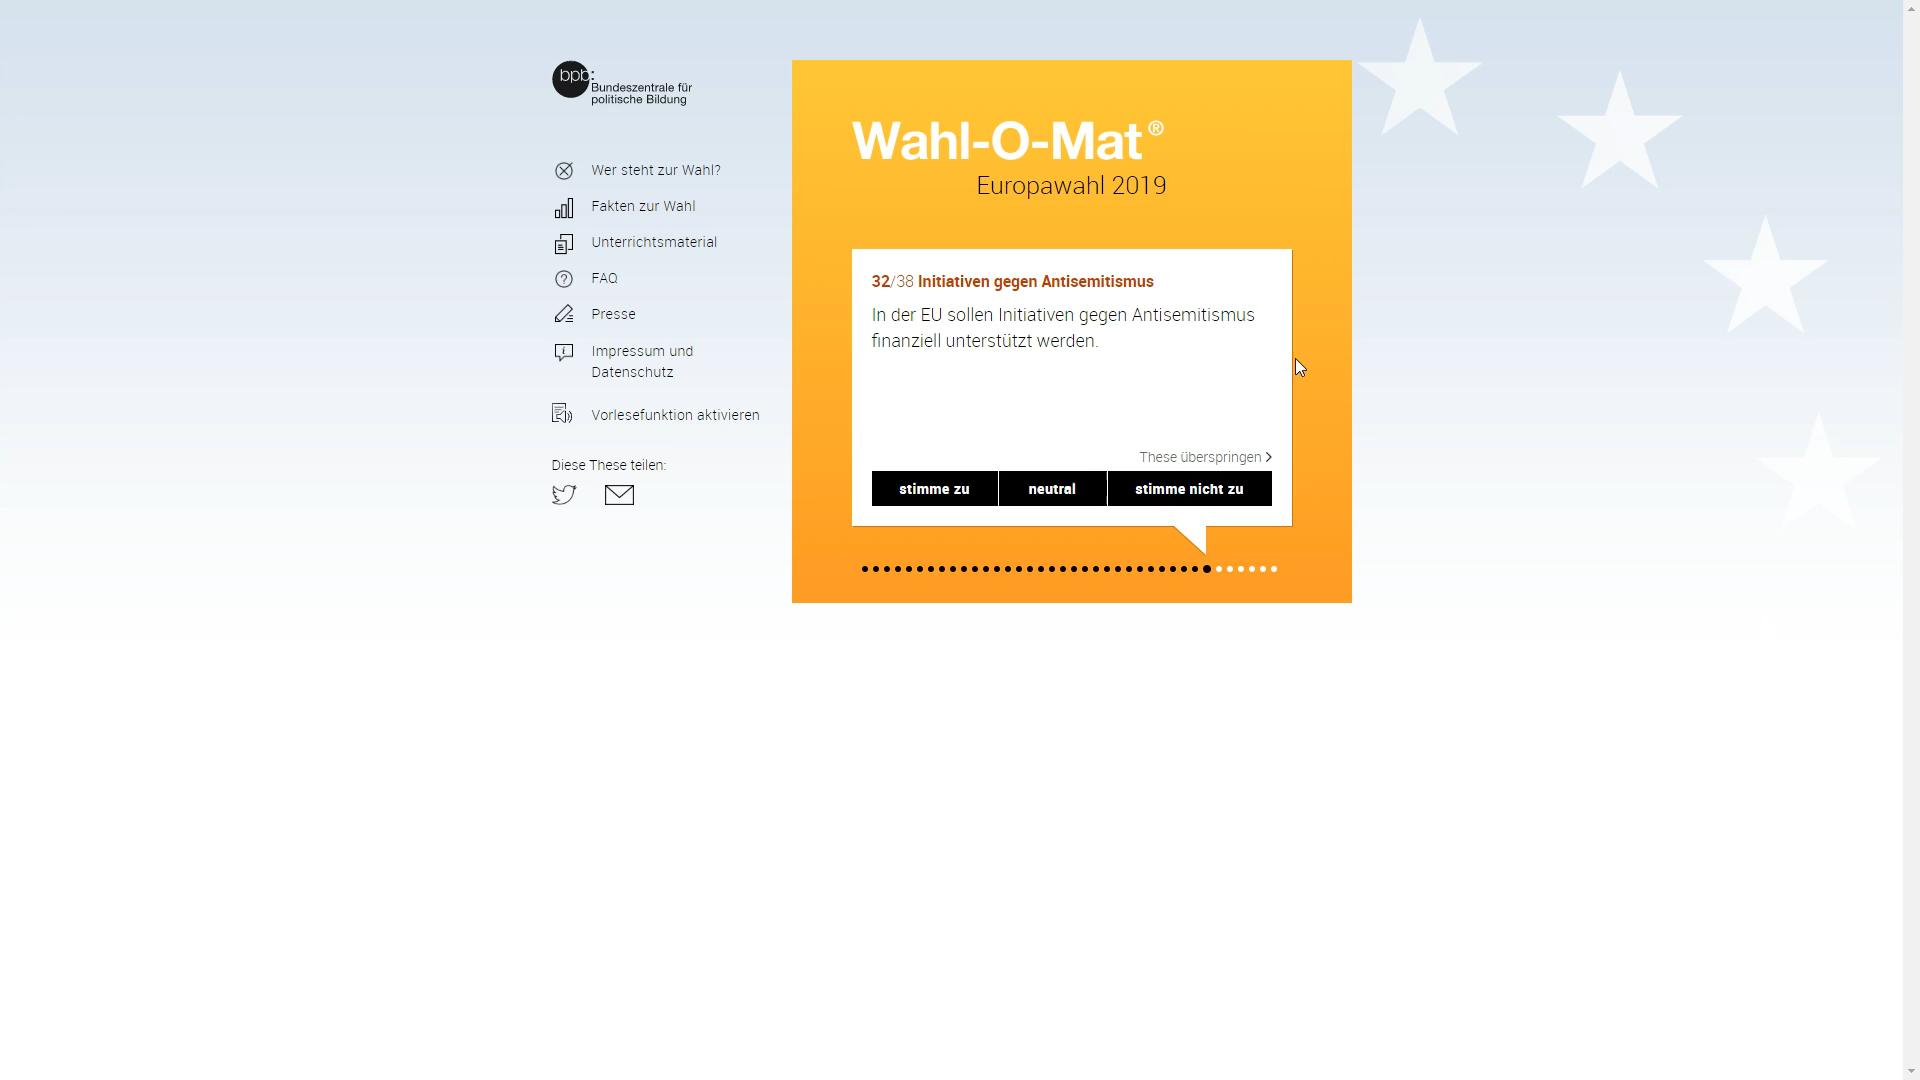 bpb:
Bundeszentrale für
politische Bildung
Wer steht zur Wahl?
Fakten zur Wahl
Unterrichtsmaterial
FAQ
Presse
Impressum und
Datenschutz
Vorlesefunktion aktivieren
Diese These teilen:
Wahl-O-Mat®
Europawahl 2019
32/38 Initiativen gegen Antisemitismus
In der EU sollen Initiativen gegen Antisemitismus
finanziell unterstützt werden.
These überspringen
stimme zu
neutral
stimme nicht zu